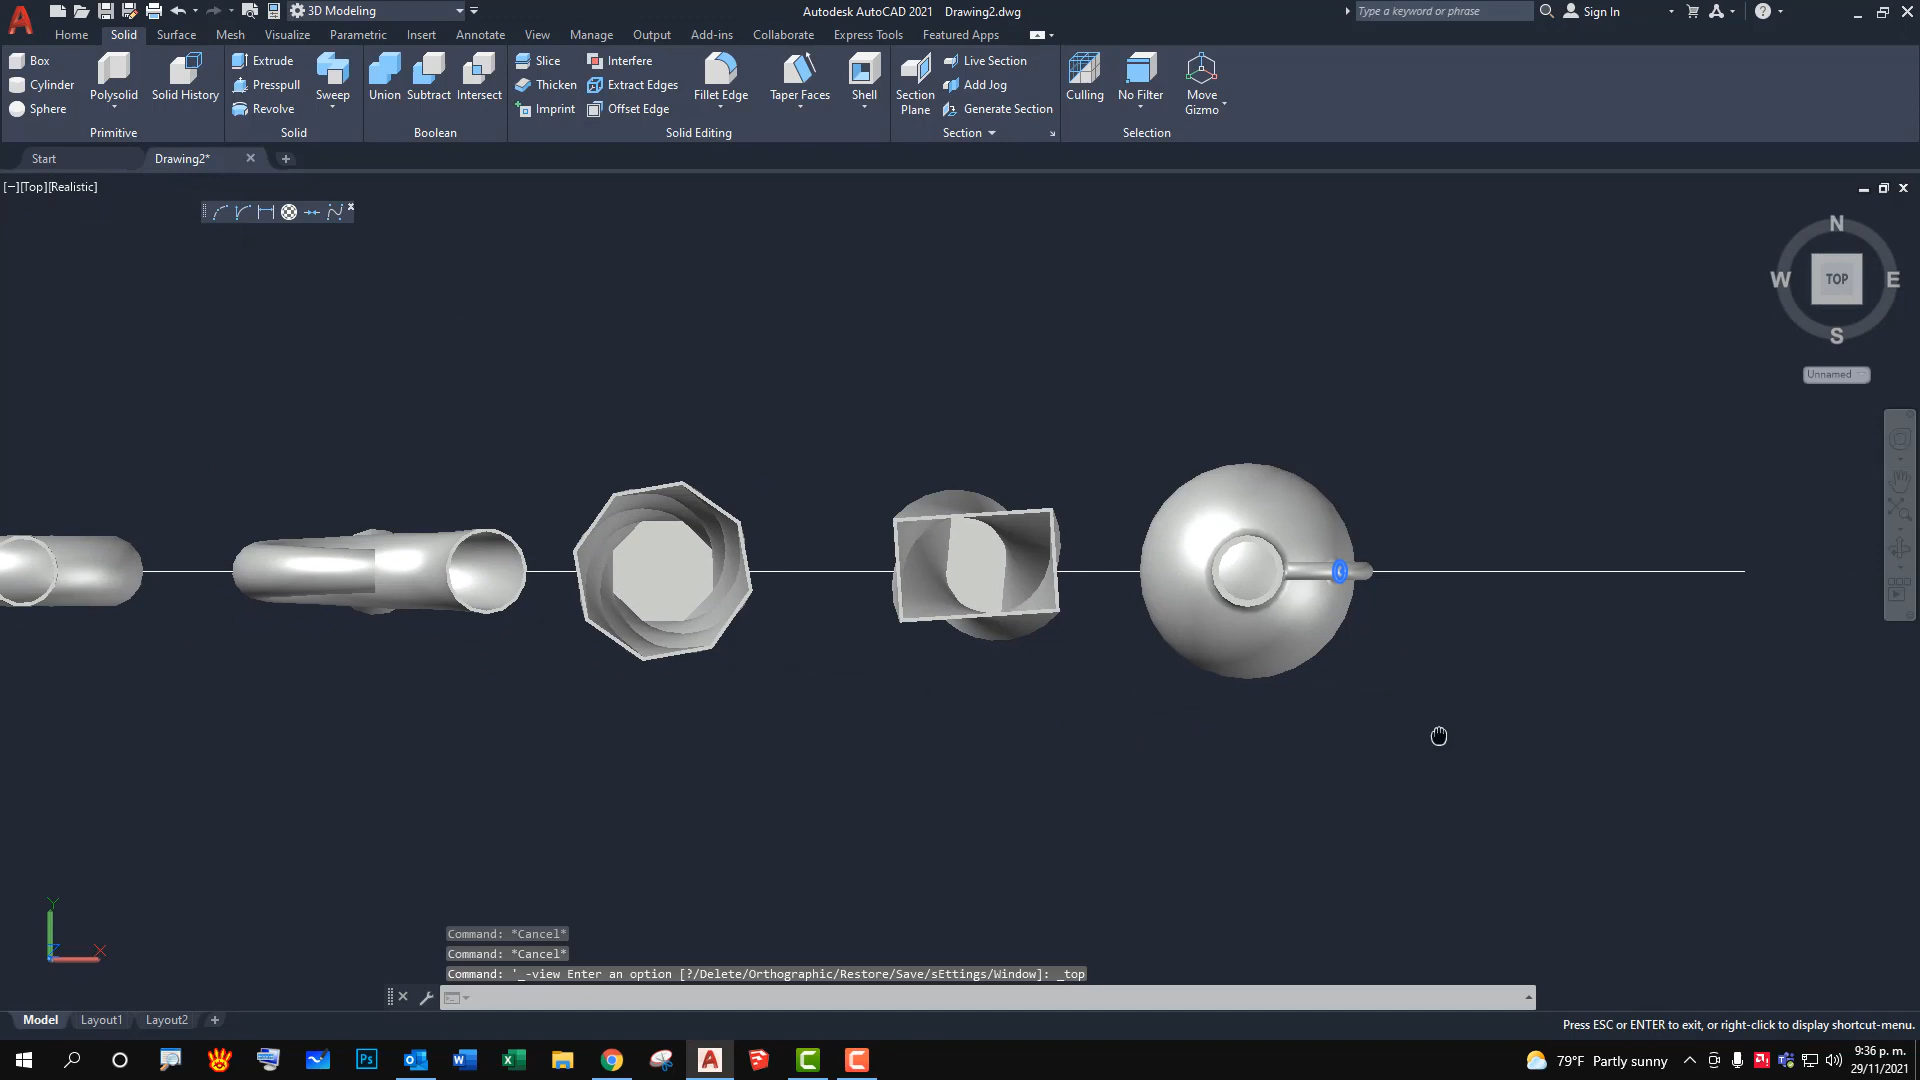 3D Modeling
Autodesk AutoCAD 2021 Drawing2.dwg
Type a keyword or phrase
Sign In
Home Solid Surface Mesh Visualize Parametric Insert Annotate View Manage Output Add-ins Collaborate Express Tools Featured Apps
Box
Cylinder
Sphere
Polysolid
Solid History
Extrude
Presspull
Revolve
Sweep
Union
Subtract
Intersect
Slice
Thicken
Imprint
Interfere
Extract Edges
Offset Edge
Fillet Edge
Taper Faces
Shell
Section
Plane
Live Section
Add Jog
Generate Section
Culling
No Filter
Move
Gizmo
Primitive
Solid
Boolean
Solid Editing
Section
Selection
Start
Drawing2*
[−][Top][Realistic]
N
W
TOP
E
S
Unnamed
Y
X
Command: *Cancel*
Command: *Cancel*
Command: '_-view Enter an option [?/Delete/Orthographic/Restore/Save/sEttings/Window]: _top
Model
Layout1
Layout2
Press ESC or ENTER to exit, or right-click to display shortcut-menu.
Ps
79°F Partly sunny
9:36 p. m.
29/11/2021